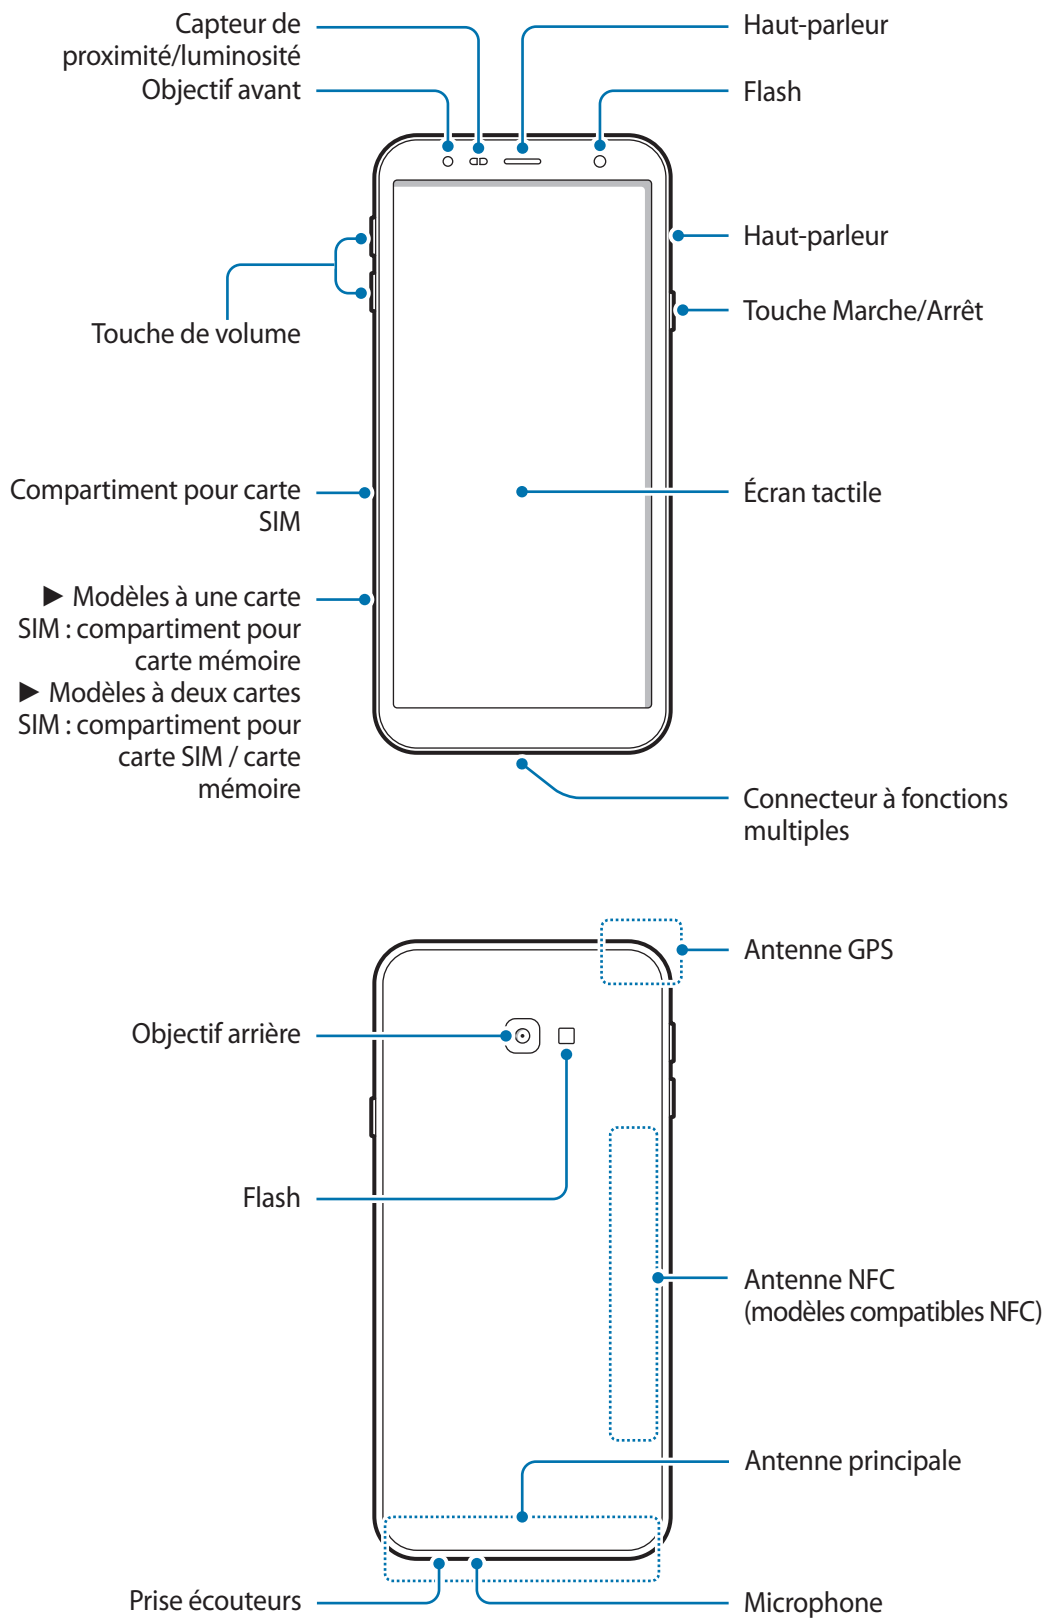 Capteur de
proximité/luminosité
Objectif avant
Haut-parleur
Flash
Haut-parleur
Touche Marche/Arrêt
Touche de volume
Compartiment pour carte
SIM
Écran tactile
► Modèles à une carte
SIM : compartiment pour
carte mémoire
► Modèles à deux cartes
SIM : compartiment pour
carte SIM / carte
mémoire
Connecteur à fonctions
multiples
Antenne GPS
Objectif arrière
Flash
Antenne NFC
(modèles compatibles NFC)
Antenne principale
Prise écouteurs
Microphone